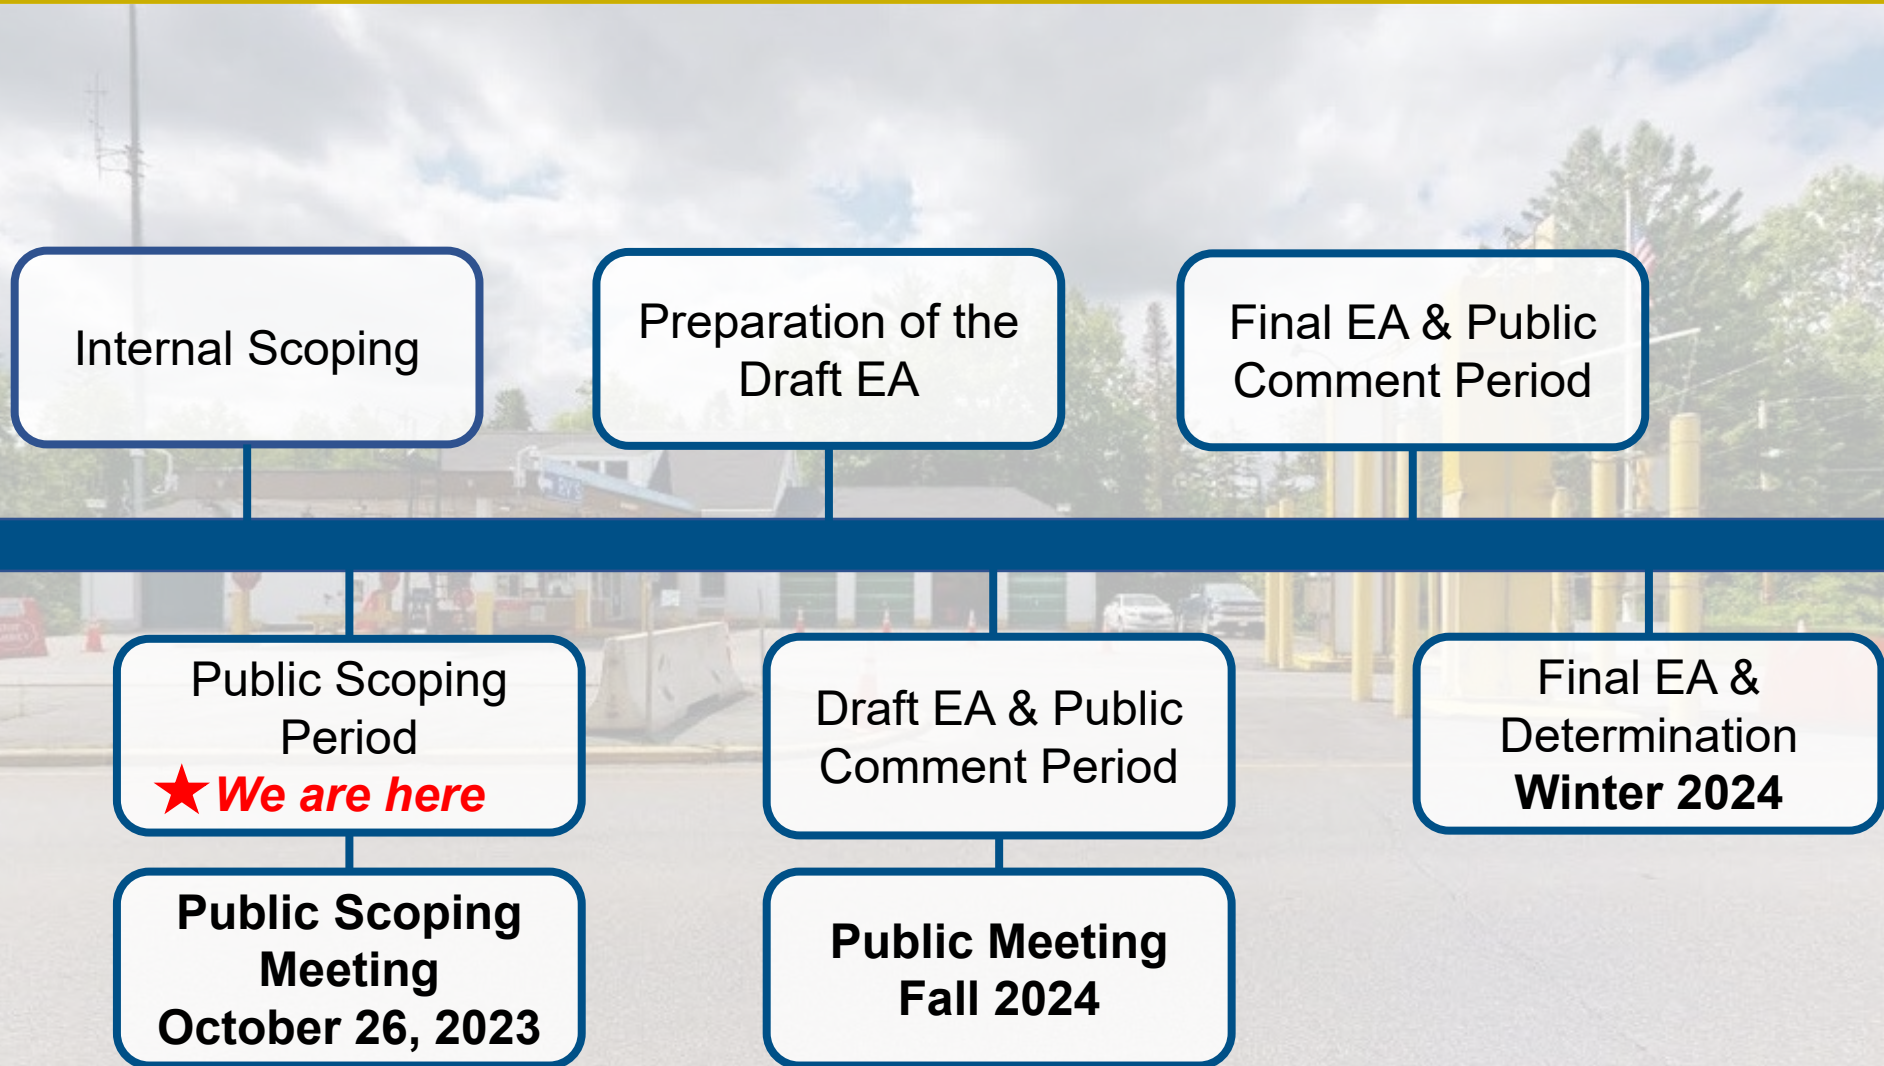 Internal Scoping
Preparation of the
Draft EA
Final EA & Public
Comment Period
Public Scoping
Period
We are here
Public Scoping
Meeting
October 26, 2023
Draft EA & Public
Comment Period
Public Meeting
Fall 2024
Final EA &
Determination
Winter 2024